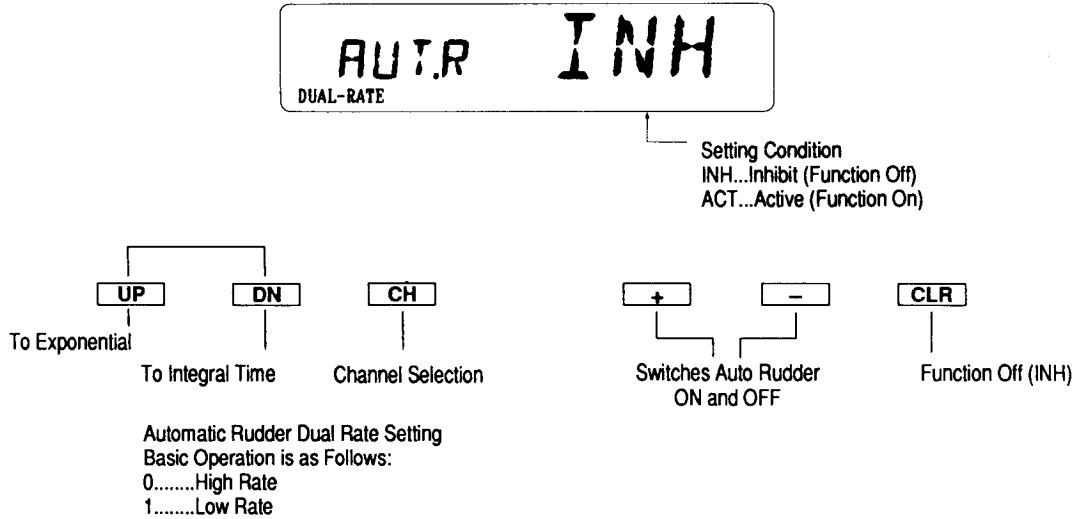 AUT.R INH
DUAL-RATE
Setting Condition
INH...Inhibit (Function Off)
ACT...Active (Function On)
UP DN CH + − CLR
To Exponential
To Integral Time
Channel Selection
Switches Auto Rudder
ON and OFF
Function Off (INH)
Automatic Rudder Dual Rate Setting
Basic Operation is as Follows:
0........High Rate
1........Low Rate